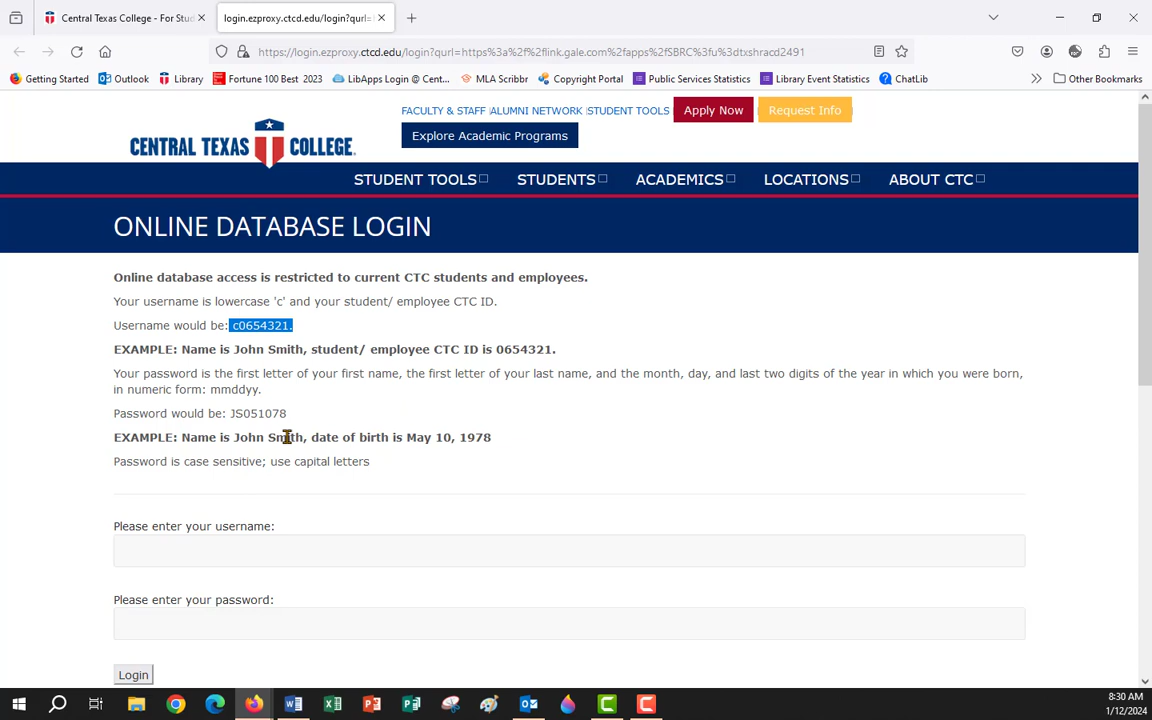 Central Texas College - For Stud
login.ezproxy.ctcd.edu/login?qurl=
https://login.ezproxy.ctcd.edu/login?qurl=https%3a%2f%2flink.gale.com%2fapps%2fSBRC%3fu%3dtxshracd2491
Getting Started Outlook Library Fortune 100 Best 2023 LibApps Login @ Cent... MLA Scribbr Copyright Portal Public Services Statistics Library Event Statistics ChatLib Other Bookmarks
FACULTY & STAFF |ALUMNI NETWORK |STUDENT TOOLS Apply Now Request Info
Explore Academic Programs
CENTRAL TEXAS COLLEGE
STUDENT TOOLS STUDENTS ACADEMICS LOCATIONS ABOUT CTC
ONLINE DATABASE LOGIN
Online database access is restricted to current CTC students and employees.
Your username is lowercase 'c' and your student/ employee CTC ID.
Username would be: c0654321.
EXAMPLE: Name is John Smith, student/ employee CTC ID is 0654321.
Your password is the first letter of your first name, the first letter of your last name, and the month, day, and last two digits of the year in which you were born,
in numeric form: mmddyy.
Password would be: JS051078
EXAMPLE: Name is John Smith, date of birth is May 10, 1978
Password is case sensitive; use capital letters
Please enter your username:
Please enter your password:
Login
8:30 AM
1/12/2024